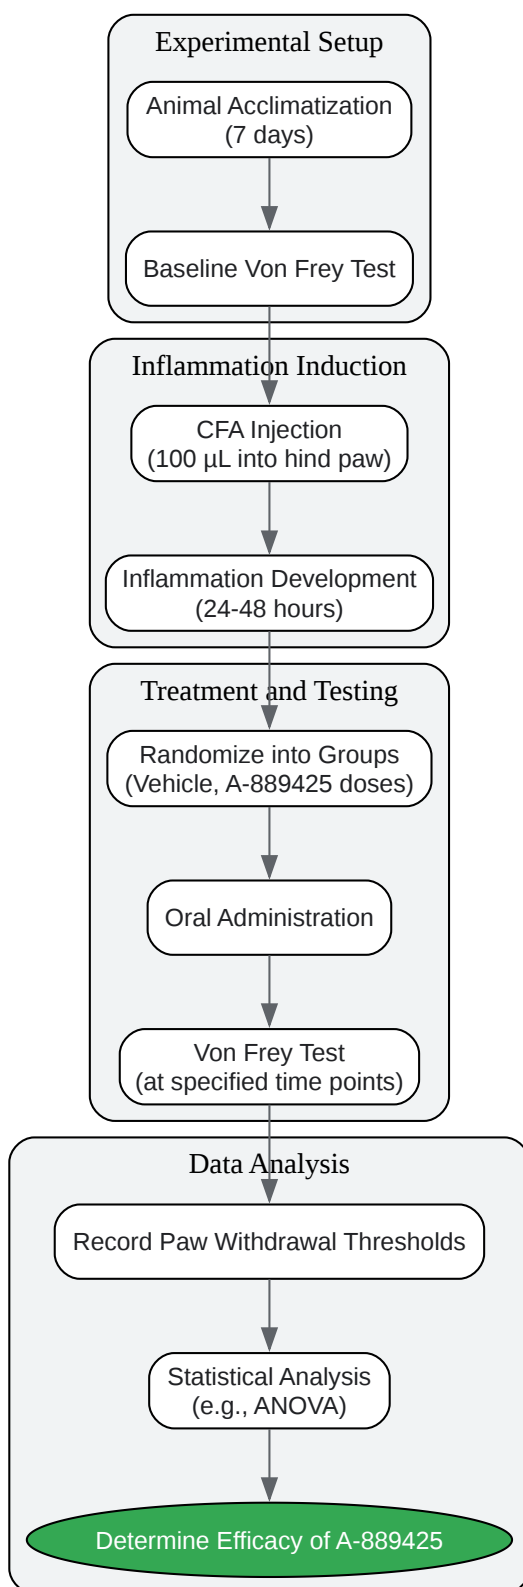 Experimental Setup
Animal Acclimatization
(7 days)
Baseline Von Frey Test
Inflammation Induction
CFA Injection
(100 µL into hind paw)
Inflammation Development
(24-48 hours)
Treatment and Testing
Randomize into Groups
(Vehicle, A-889425 doses)
Oral Administration
Von Frey Test
(at specified time points)
Data Analysis
Record Paw Withdrawal Thresholds
Statistical Analysis
(e.g., ANOVA)
Determine Efficacy of A-889425